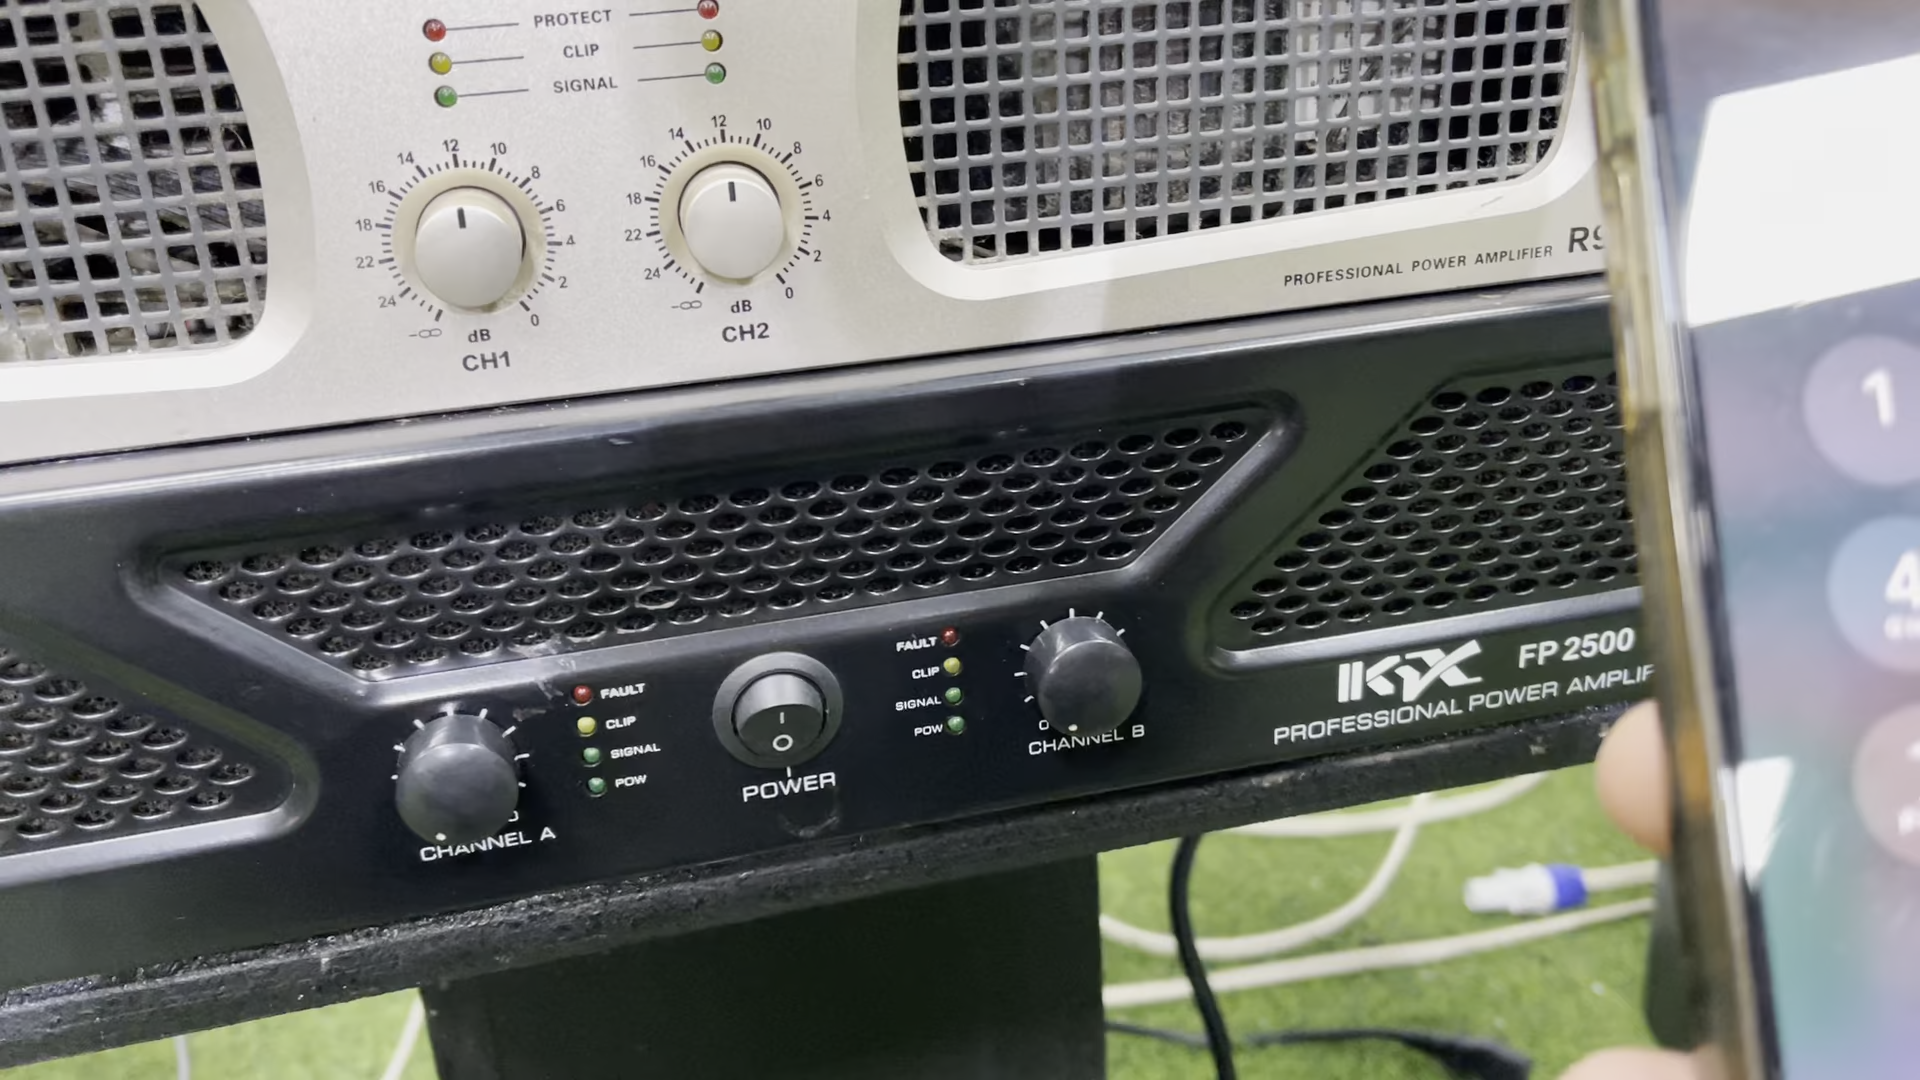 PROTECT
CLIP
SIGNAL
14 12 10 8 6 4 2 0
16 18 22 24 -∞
dB
CH1
14 12 10 8 6 4 2 0
16 18 22 24 -∞
dB
CH2
PROFESSIONAL POWER AMPLIFIER
FAULT
CLIP
SIGNAL
POW
CHANNEL A
I
O
POWER
FAULT
CLIP
SIGNAL
POW
0
CHANNEL B
FP 2500
PROFESSIONAL POWER
1
4